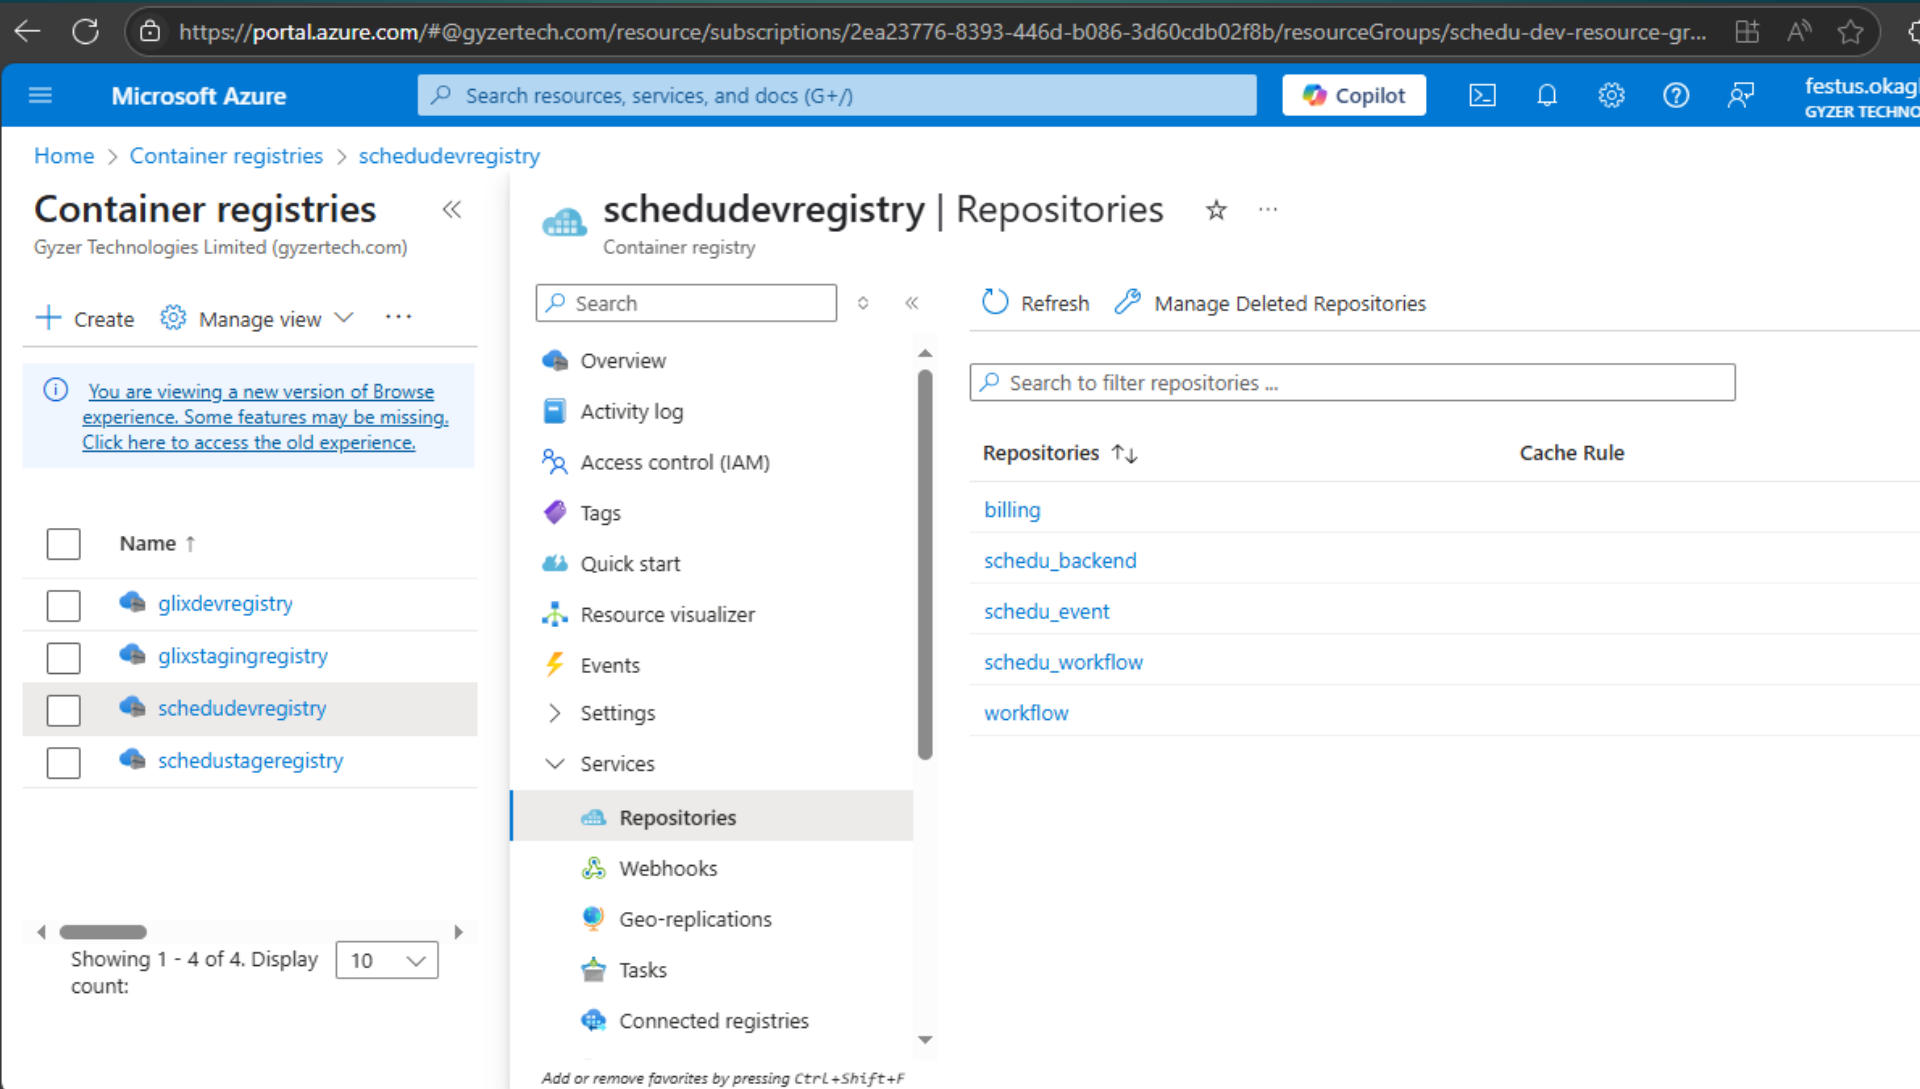 https://portal.azure.com/#@gyzertech.com/resource/subscriptions/2ea23776-8393-446d-b086-3d60cdb02f8b/resourceGroups/schedu-dev-resource-gr...
Microsoft Azure
Search resources, services, and docs (G+/)
Copilot
festus.okagl
GYZER TECHNO
Home > Container registries > schedudevregistry
Container registries
Gyzer Technologies Limited (gyzertech.com)
Create
Manage view
You are viewing a new version of Browse
experience. Some features may be missing.
Click here to access the old experience.
Name ↑
glixdevregistry
glixstagingregistry
schedudevregistry
schedustageregistry
Showing 1 - 4 of 4. Display
count:
10
schedudevregistry | Repositories
Container registry
Search
Overview
Activity log
Access control (IAM)
Tags
Quick start
Resource visualizer
Events
Settings
Services
Repositories
Webhooks
Geo-replications
Tasks
Connected registries
Add or remove favorites by pressing Ctrl+Shift+F
Refresh
Manage Deleted Repositories
Search to filter repositories ...
Repositories ↑↓
Cache Rule
billing
schedu_backend
schedu_event
schedu_workflow
workflow